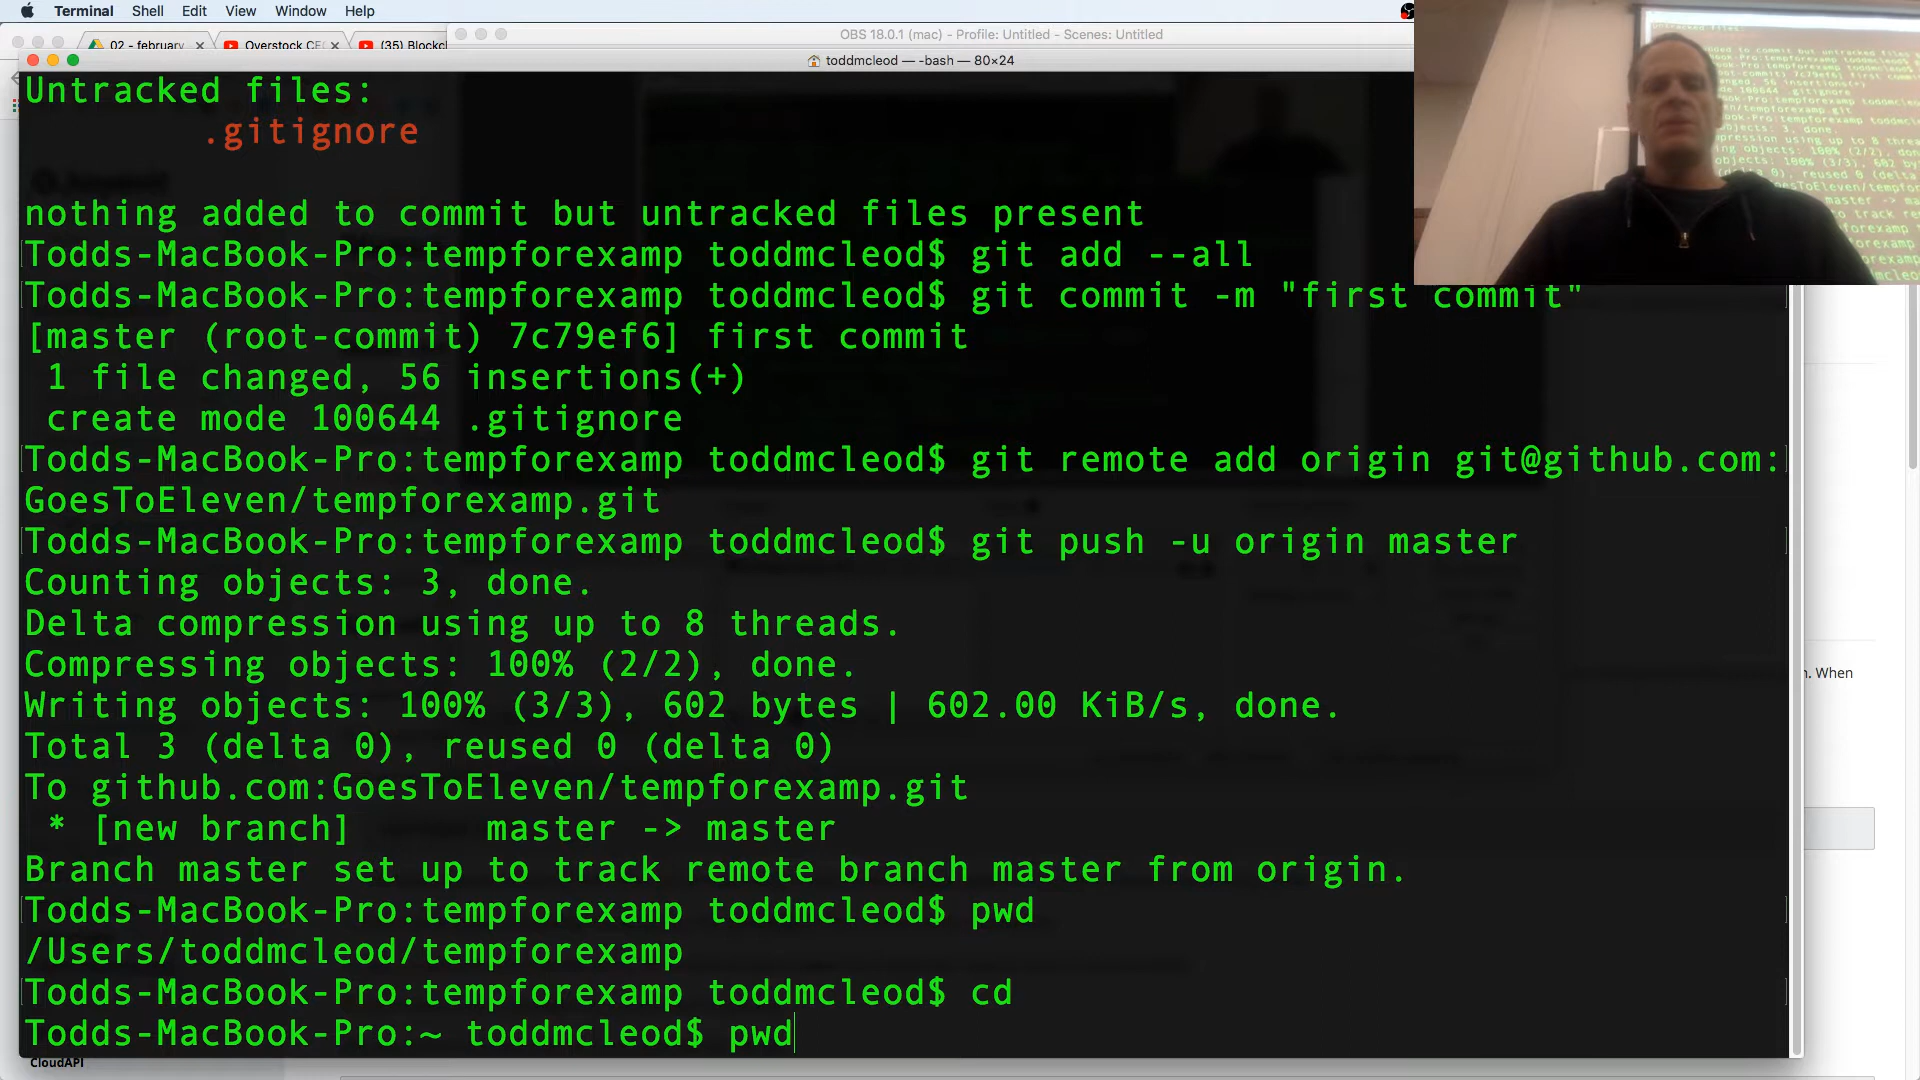 Terminal Shell Edit View Window Help
02 - february
Overstock CE
(35) Blockc
OBS 18.0.1 (mac) - Profile: Untitled - Scenes: Untitled
toddmcleod — -bash — 80×24
Untracked files:
.gitignore
nothing added to commit but untracked files present
Todds-MacBook-Pro:tempforexamp toddmcleod$ git add --all
Todds-MacBook-Pro:tempforexamp toddmcleod$ git commit -m "first commit"
[master (root-commit) 7c79ef6] first commit
1 file changed, 56 insertions(+)
create mode 100644 .gitignore
Todds-MacBook-Pro:tempforexamp toddmcleod$ git remote add origin git@github.com:
GoesToEleven/tempforexamp.git
Todds-MacBook-Pro:tempforexamp toddmcleod$ git push -u origin master
Counting objects: 3, done.
Delta compression using up to 8 threads.
Compressing objects: 100% (2/2), done.
Writing objects: 100% (3/3), 602 bytes | 602.00 KiB/s, done.
Total 3 (delta 0), reused 0 (delta 0)
To github.com:GoesToEleven/tempforexamp.git
* [new branch] master -> master
Branch master set up to track remote branch master from origin.
Todds-MacBook-Pro:tempforexamp toddmcleod$ pwd
/Users/toddmcleod/tempforexamp
Todds-MacBook-Pro:tempforexamp toddmcleod$ cd
Todds-MacBook-Pro:~ toddmcleod$ pwd
When
CloudAPI